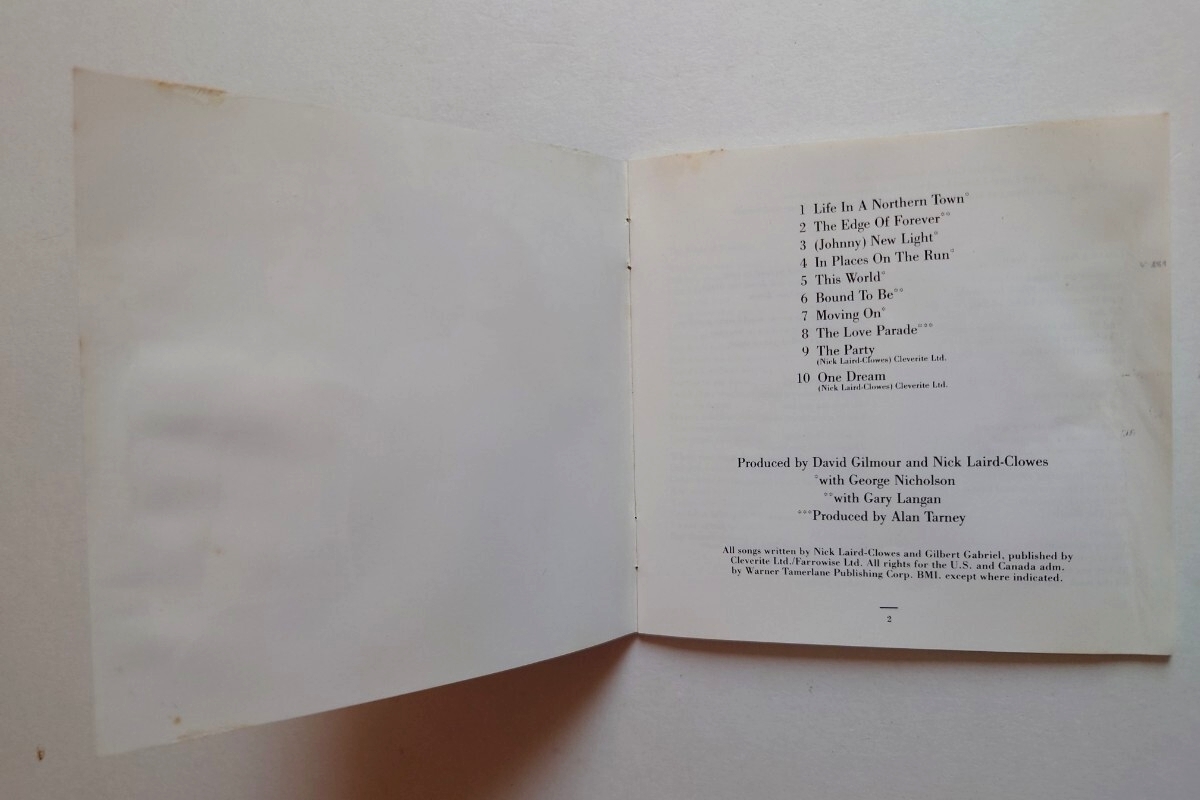 1 Life In A Northern Town°
2 The Edge Of Forever°°
3 (Johnny) New Light°
4 In Places On The Run°
5 This World°
6 Bound To Be°°
7 Moving On°
8 The Love Parade°°°
9 The Party
(Nick Laird-Clowes) Cleverite Ltd.
10 One Dream
(Nick Laird-Clowes) Cleverite Ltd.
Produced by David Gilmour and Nick Laird-Clowes
°with George Nicholson
°°with Gary Langan
°°°Produced by Alan Tarney
All songs written by Nick Laird-Clowes and Gilbert Gabriel, published by
Cleverite Ltd./Farrowise Ltd. All rights for the U.S. and Canada adm.
by Warner Tamerlane Publishing Corp. BMI. except where indicated.
2